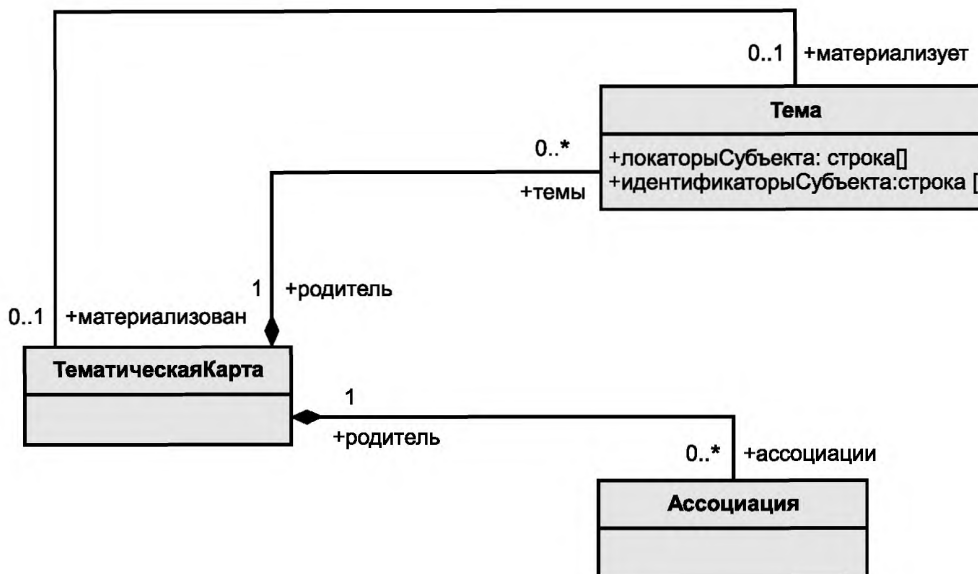 0..1 +материализует
Тема
+локаторыСубъекта: строка[]
+идентификаторыСубъекта:строка []
0..*
+темы
1 +родитель
0..1 +материализован
ТематическаяКарта
1
+родитель
0..* +ассоциации
Ассоциация